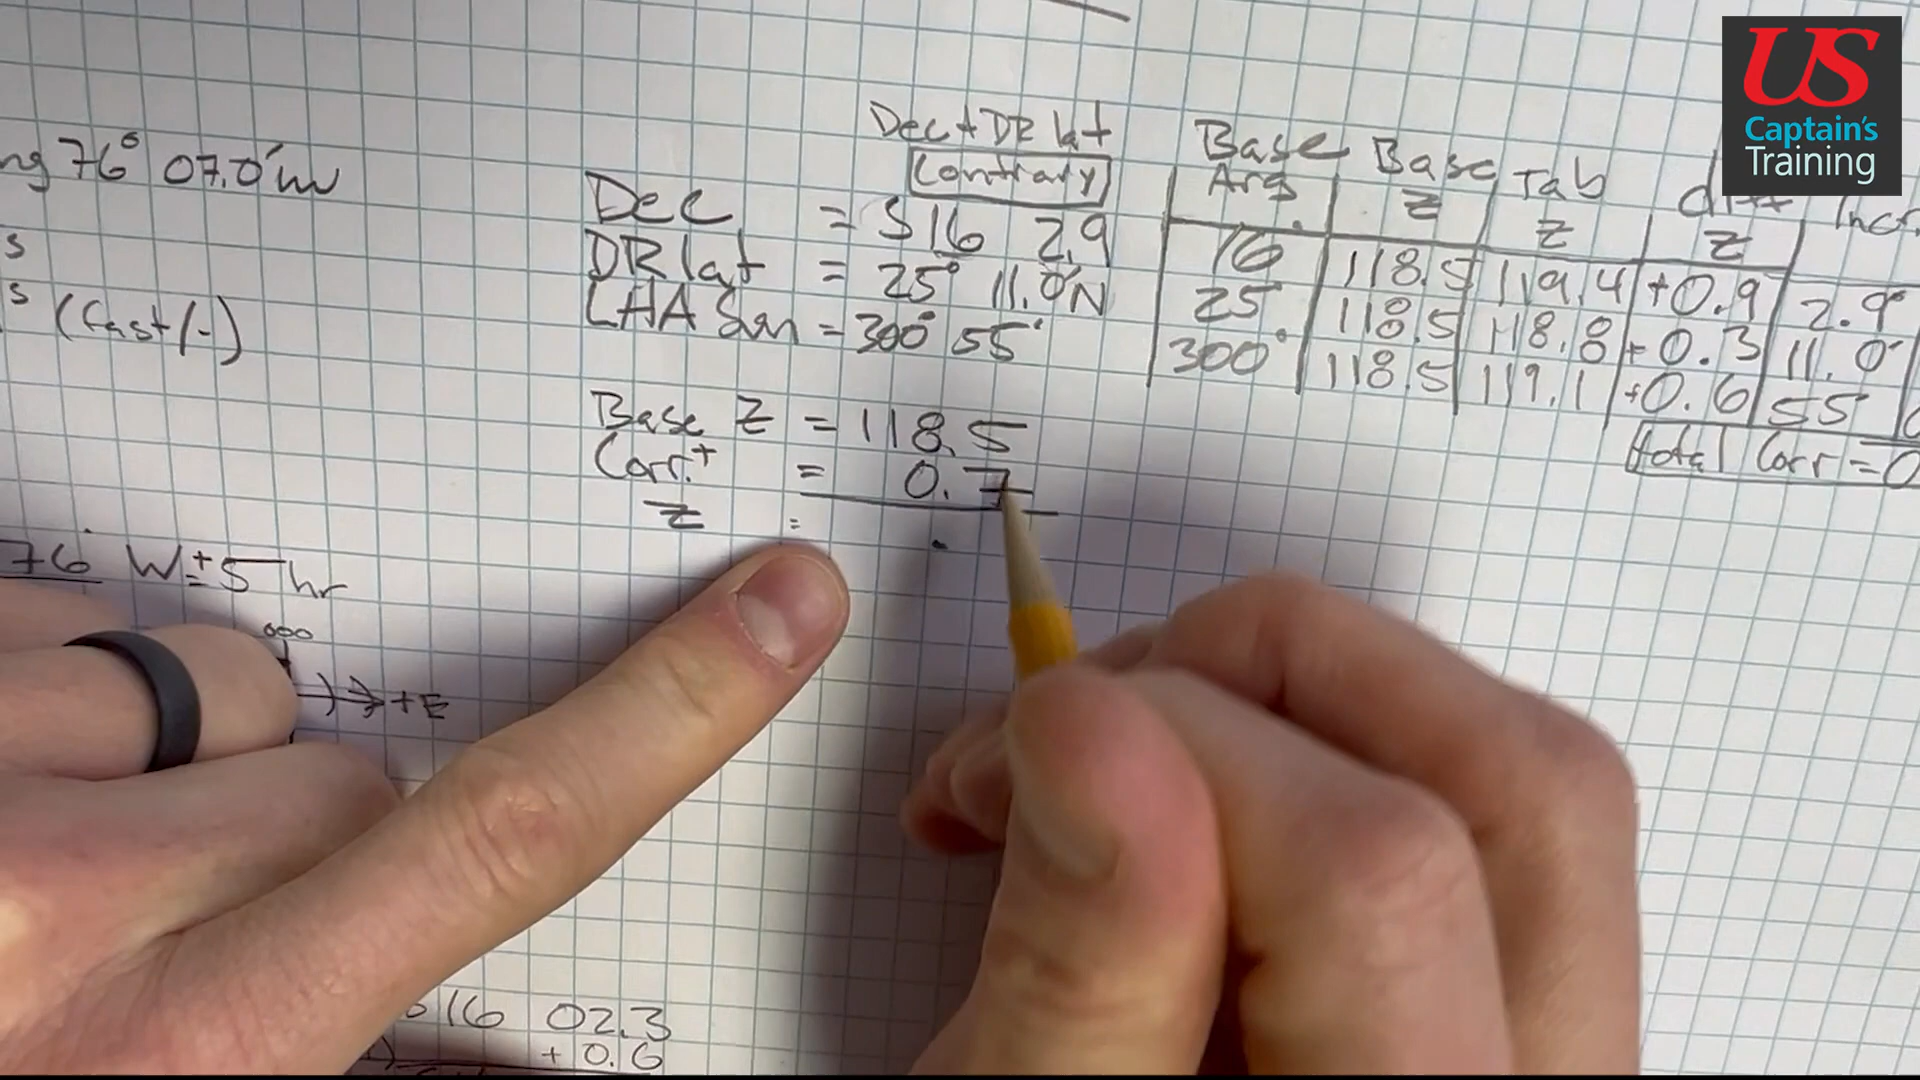 US
Captain's
Training
76° 07.0' W
s
s (fast/-)
76° W ± 5 hr
000
+E
Dec + DR lat
Contrary
Dec = S 16 2.9
DR lat = 25° 11.0' N
LHA Sun = 300° 55'
Base Z = 118.5
Corr.+ = 0.7
Z =
Base Arg. Base Z Tab Z diff Z Incr.
16 118.5 119.4 +0.9 2.9'
25 118.5 118.8 +0.3 11.0'
300° 118.5 119.1 +0.6 55'
total Corr = 0
16 02.3
+ 0.6